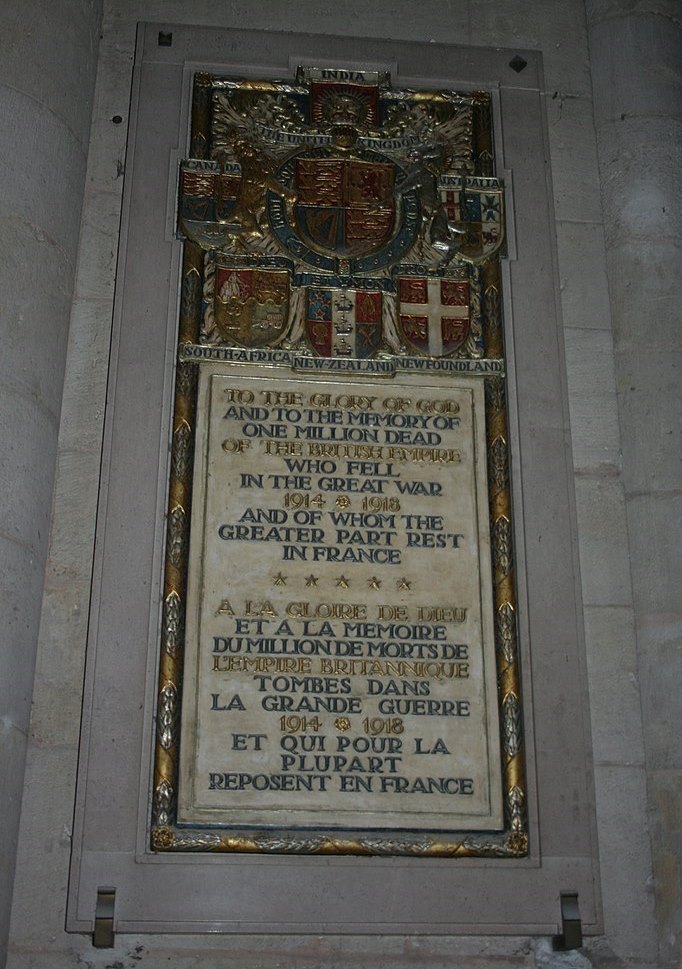 INDIA
THE UNITED KINGDOM
CANADA
AUSTRALIA
SOUTH-AFRICA
NEW-ZEALAND
NEWFOUNDLAND
TO THE GLORY OF GOD
AND TO THE MEMORY OF
ONE MILLION DEAD
OF THE BRITISH EMPIRE
WHO FELL
IN THE GREAT WAR
1914 1918
AND OF WHOM THE
GREATER PART REST
IN FRANCE
A LA GLOIRE DE DIEU
ET A LA MEMOIRE
DU MILLION DE MORTS DE
L'EMPIRE BRITANNIQUE
TOMBES DANS
LA GRANDE GUERRE
1914 1918
ET QUI POUR LA
PLUPART
REPOSENT EN FRANCE